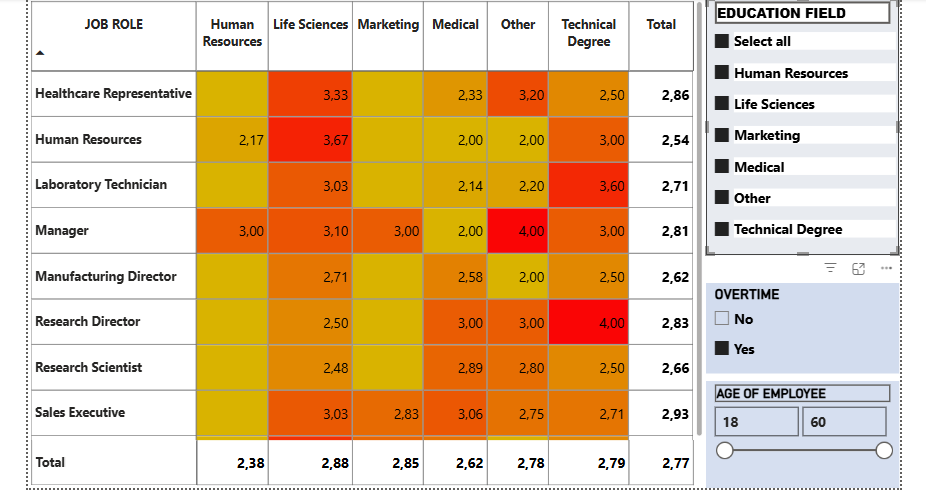 JOB ROLE Human Resources Life Sciences Marketing Medical Other Technical Degree Total
Healthcare Representative 3,33 2,33 3,20 2,50 2,86
Human Resources 2,17 3,67 2,00 2,00 3,00 2,54
Laboratory Technician 3,03 2,14 2,20 3,60 2,71
Manager 3,00 3,10 3,00 2,00 4,00 3,00 2,81
Manufacturing Director 2,71 2,58 2,00 2,50 2,62
Research Director 2,50 3,00 3,00 4,00 2,83
Research Scientist 2,48 2,89 2,80 2,50 2,66
Sales Executive 3,03 2,83 3,06 2,75 2,71 2,93
Total 2,38 2,88 2,85 2,62 2,78 2,79 2,77
EDUCATION FIELD
Select all
Human Resources
Life Sciences
Marketing
Medical
Other
Technical Degree
OVERTIME
No
Yes
AGE OF EMPLOYEE
18 60